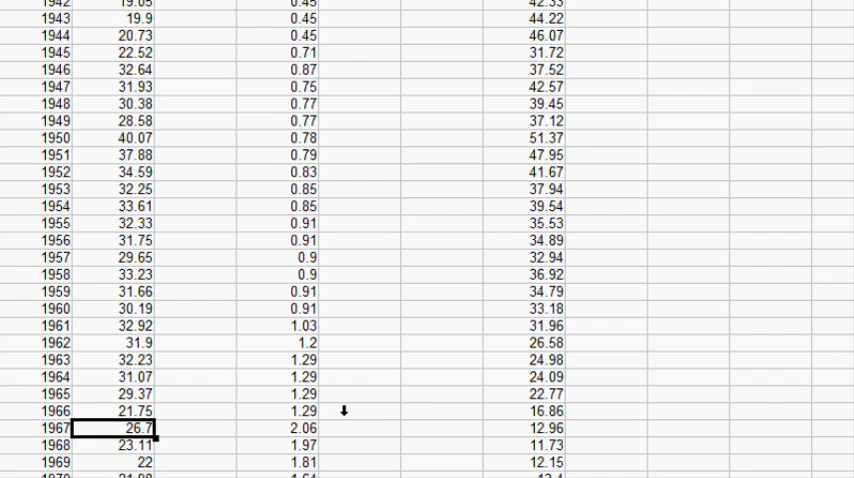 1942 19.05 0.45 42.33
1943 19.9 0.45 44.22
1944 20.73 0.45 46.07
1945 22.52 0.71 31.72
1946 32.64 0.87 37.52
1947 31.93 0.75 42.57
1948 30.38 0.77 39.45
1949 28.58 0.77 37.12
1950 40.07 0.78 51.37
1951 37.88 0.79 47.95
1952 34.59 0.83 41.67
1953 32.25 0.85 37.94
1954 33.61 0.85 39.54
1955 32.33 0.91 35.53
1956 31.75 0.91 34.89
1957 29.65 0.9 32.94
1958 33.23 0.9 36.92
1959 31.66 0.91 34.79
1960 30.19 0.91 33.18
1961 32.92 1.03 31.96
1962 31.9 1.2 26.58
1963 32.23 1.29 24.98
1964 31.07 1.29 24.09
1965 29.37 1.29 22.77
1966 21.75 1.29 16.86
1967 26.7 2.06 12.96
1968 23.11 1.97 11.73
1969 22 1.81 12.15